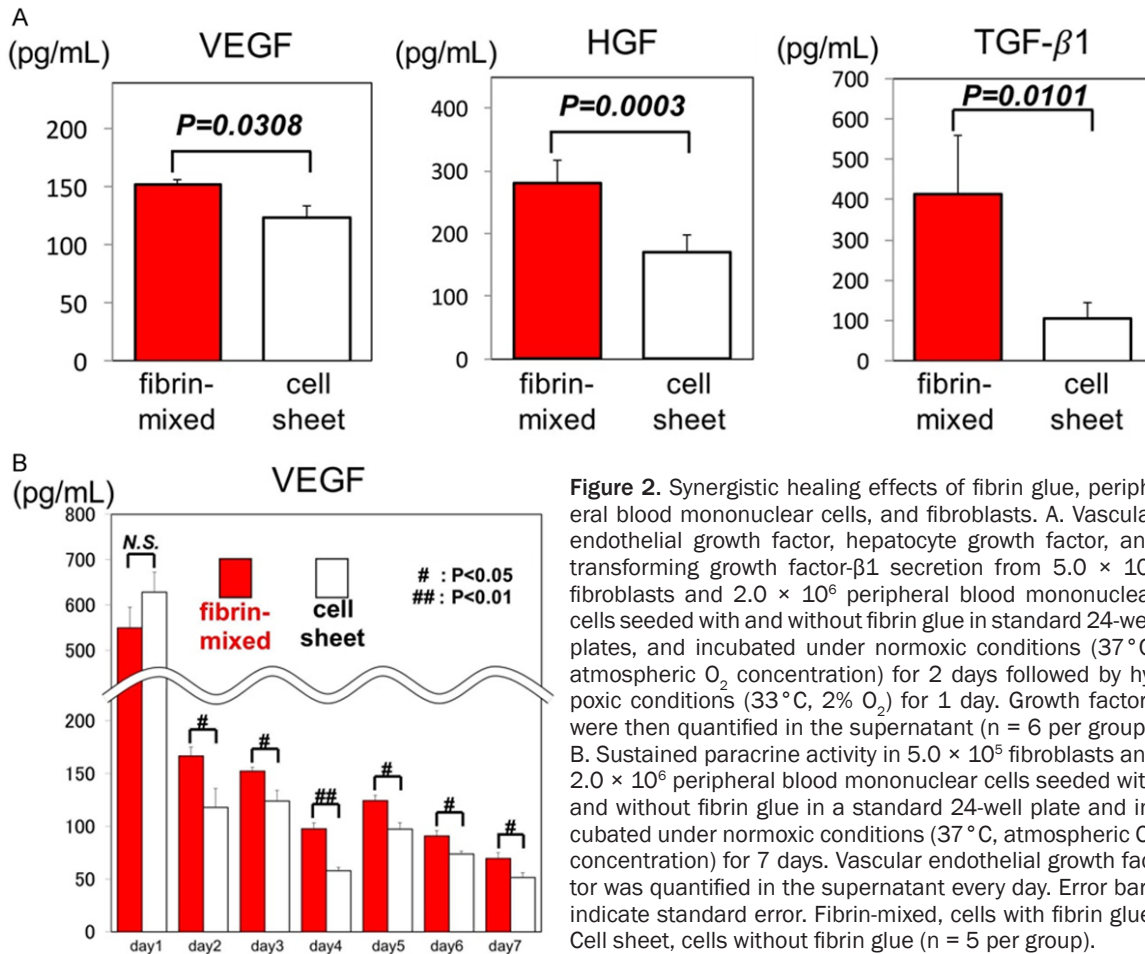 A
(pg/mL) VEGF
200
150
100
50
0
P=0.0308
fibrin-mixed
cell sheet
(pg/mL) HGF
400
300
200
100
0
P=0.0003
fibrin-mixed
cell sheet
(pg/mL) TGF-β1
700
600
500
400
300
200
100
0
P=0.0101
fibrin-mixed
cell sheet
B
(pg/mL) VEGF
800
700
600
500
200
150
100
50
0
N.S.
fibrin-mixed
cell sheet
# : P<0.05
## : P<0.01
# # ## # # #
day1 day2 day3 day4 day5 day6 day7
Figure 2. Synergistic healing effects of fibrin glue, periph
eral blood mononuclear cells, and fibroblasts. A. Vascula
endothelial growth factor, hepatocyte growth factor, an
transforming growth factor-β1 secretion from 5.0 × 10
fibroblasts and 2.0 × 10⁶ peripheral blood mononuclea
cells seeded with and without fibrin glue in standard 24-we
plates, and incubated under normoxic conditions (37 °C
atmospheric O₂ concentration) for 2 days followed by hy
poxic conditions (33 °C, 2% O₂) for 1 day. Growth factor
were then quantified in the supernatant (n = 6 per group
B. Sustained paracrine activity in 5.0 × 10⁵ fibroblasts an
2.0 × 10⁶ peripheral blood mononuclear cells seeded wit
and without fibrin glue in a standard 24-well plate and in
cubated under normoxic conditions (37 °C, atmospheric O
concentration) for 7 days. Vascular endothelial growth fac
tor was quantified in the supernatant every day. Error bar
indicate standard error. Fibrin-mixed, cells with fibrin glue
Cell sheet, cells without fibrin glue (n = 5 per group).